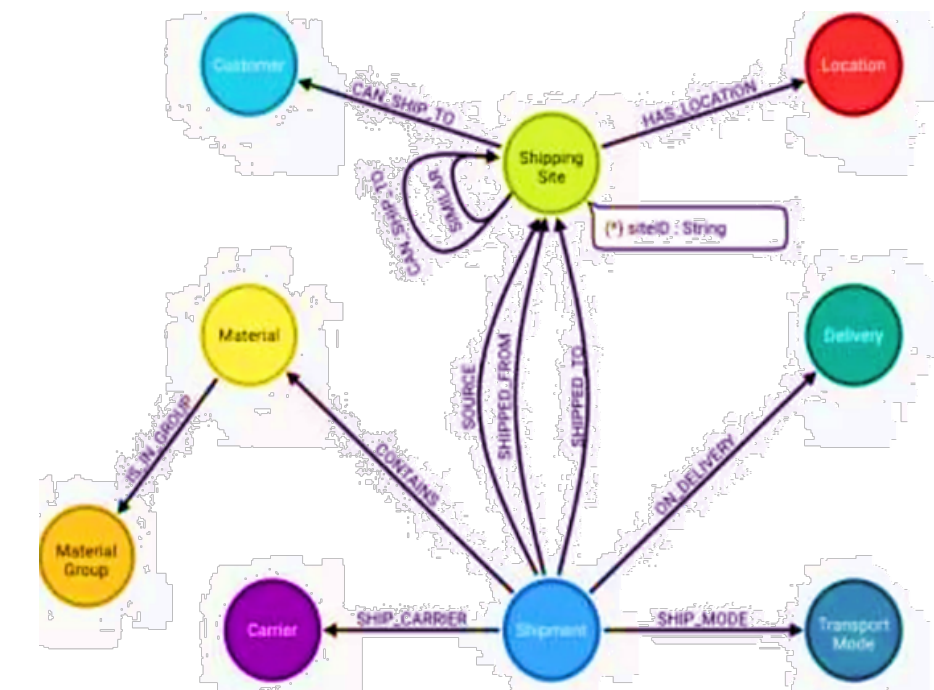 Customer
Location
CAN_SHIP_TO
HAS_LOCATION
Shipping
Site
CAN_SHIP_TO
SIMILAR
(*) siteID : String
Material
Delivery
SOURCE
SHIPPED_FROM
SHIPPED_TO
IS_IN_GROUP
CONTAINS
ON_DELIVERY
Material
Group
Carrier
SHIP_CARRIER
Shipment
SHIP_MODE
Transport
Mode